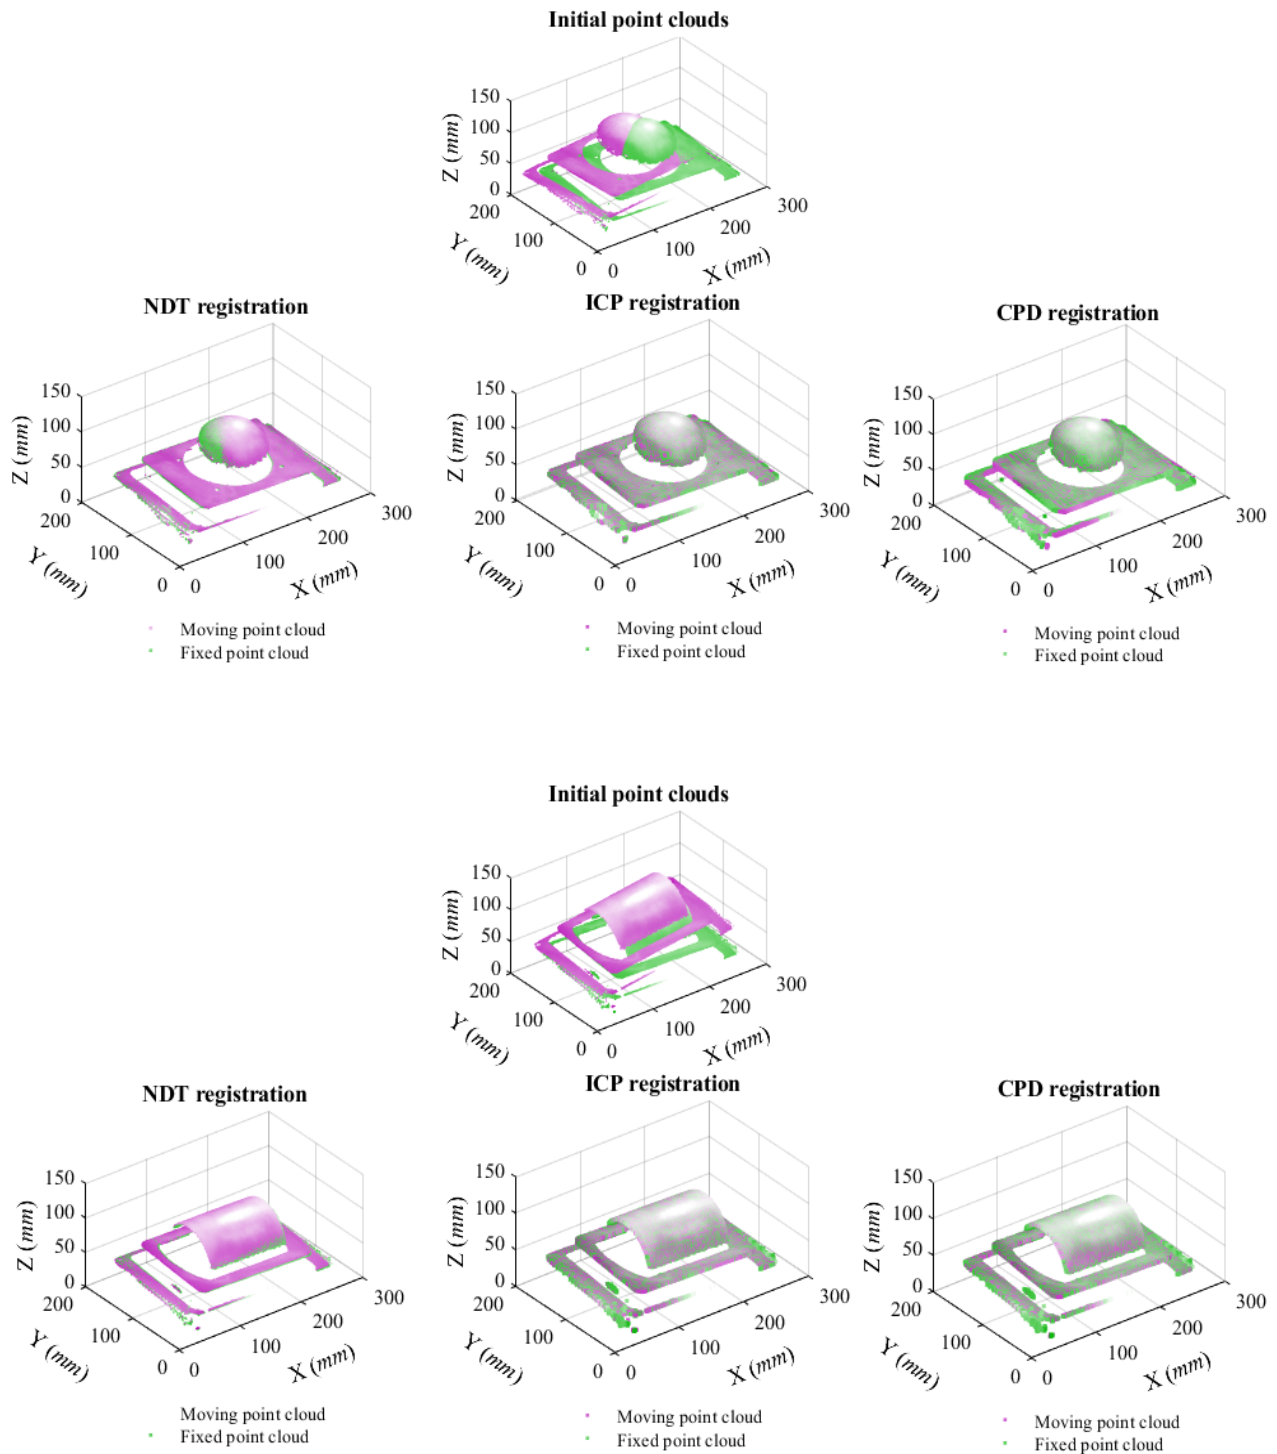 Initial point clouds
150
100
50
0
200
100
0
0
100
200
300
Z (mm)
Y (mm)
X (mm)
NDT registration
150
100
50
0
200
100
0
0
100
200
300
Z (mm)
Y (mm)
X (mm)
Moving point cloud
Fixed point cloud
ICP registration
150
100
50
0
200
100
0
0
100
200
300
Z (mm)
Y (mm)
X (mm)
Moving point cloud
Fixed point cloud
CPD registration
150
100
50
0
200
100
0
0
100
200
300
Z (mm)
Y (mm)
X (mm)
Moving point cloud
Fixed point cloud
Initial point clouds
150
100
50
0
200
100
0
0
100
200
300
Z (mm)
Y (mm)
X (mm)
NDT registration
150
100
50
0
200
100
0
0
100
200
300
Z (mm)
Y (mm)
X (mm)
Moving point cloud
Fixed point cloud
ICP registration
150
100
50
0
200
100
0
0
100
200
300
Z (mm)
Y (mm)
X (mm)
Moving point cloud
Fixed point cloud
CPD registration
150
100
50
0
200
100
0
0
100
200
300
Z (mm)
Y (mm)
X (mm)
Moving point cloud
Fixed point cloud